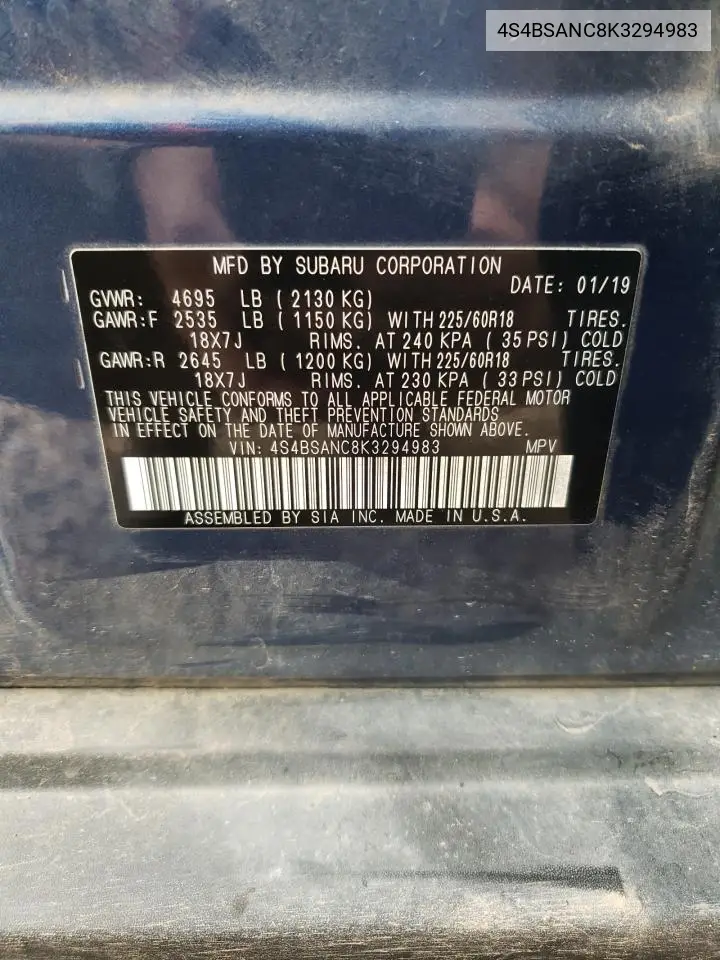 4S4BSANC8K3294983
MFD BY SUBARU CORPORATION
DATE: 01/19
GVWR: 4695 LB ( 2130 KG)
GAWR:F 2535 LB ( 1150 KG) WITH 225/60R18 TIRES.
18X7J RIMS. AT 240 KPA ( 35 PSI) COLD
GAWR:R 2645 LB ( 1200 KG) WITH 225/60R18 TIRES.
18X7J RIMS. AT 230 KPA ( 33 PSI) COLD
THIS VEHICLE CONFORMS TO ALL APPLICABLE FEDERAL MOTOR
VEHICLE SAFETY AND THEFT PREVENTION STANDARDS
IN EFFECT ON THE DATE OF MANUFACTURE SHOWN ABOVE.
VIN: 4S4BSANC8K3294983 MPV
ASSEMBLED BY SIA INC. MADE IN U.S.A.